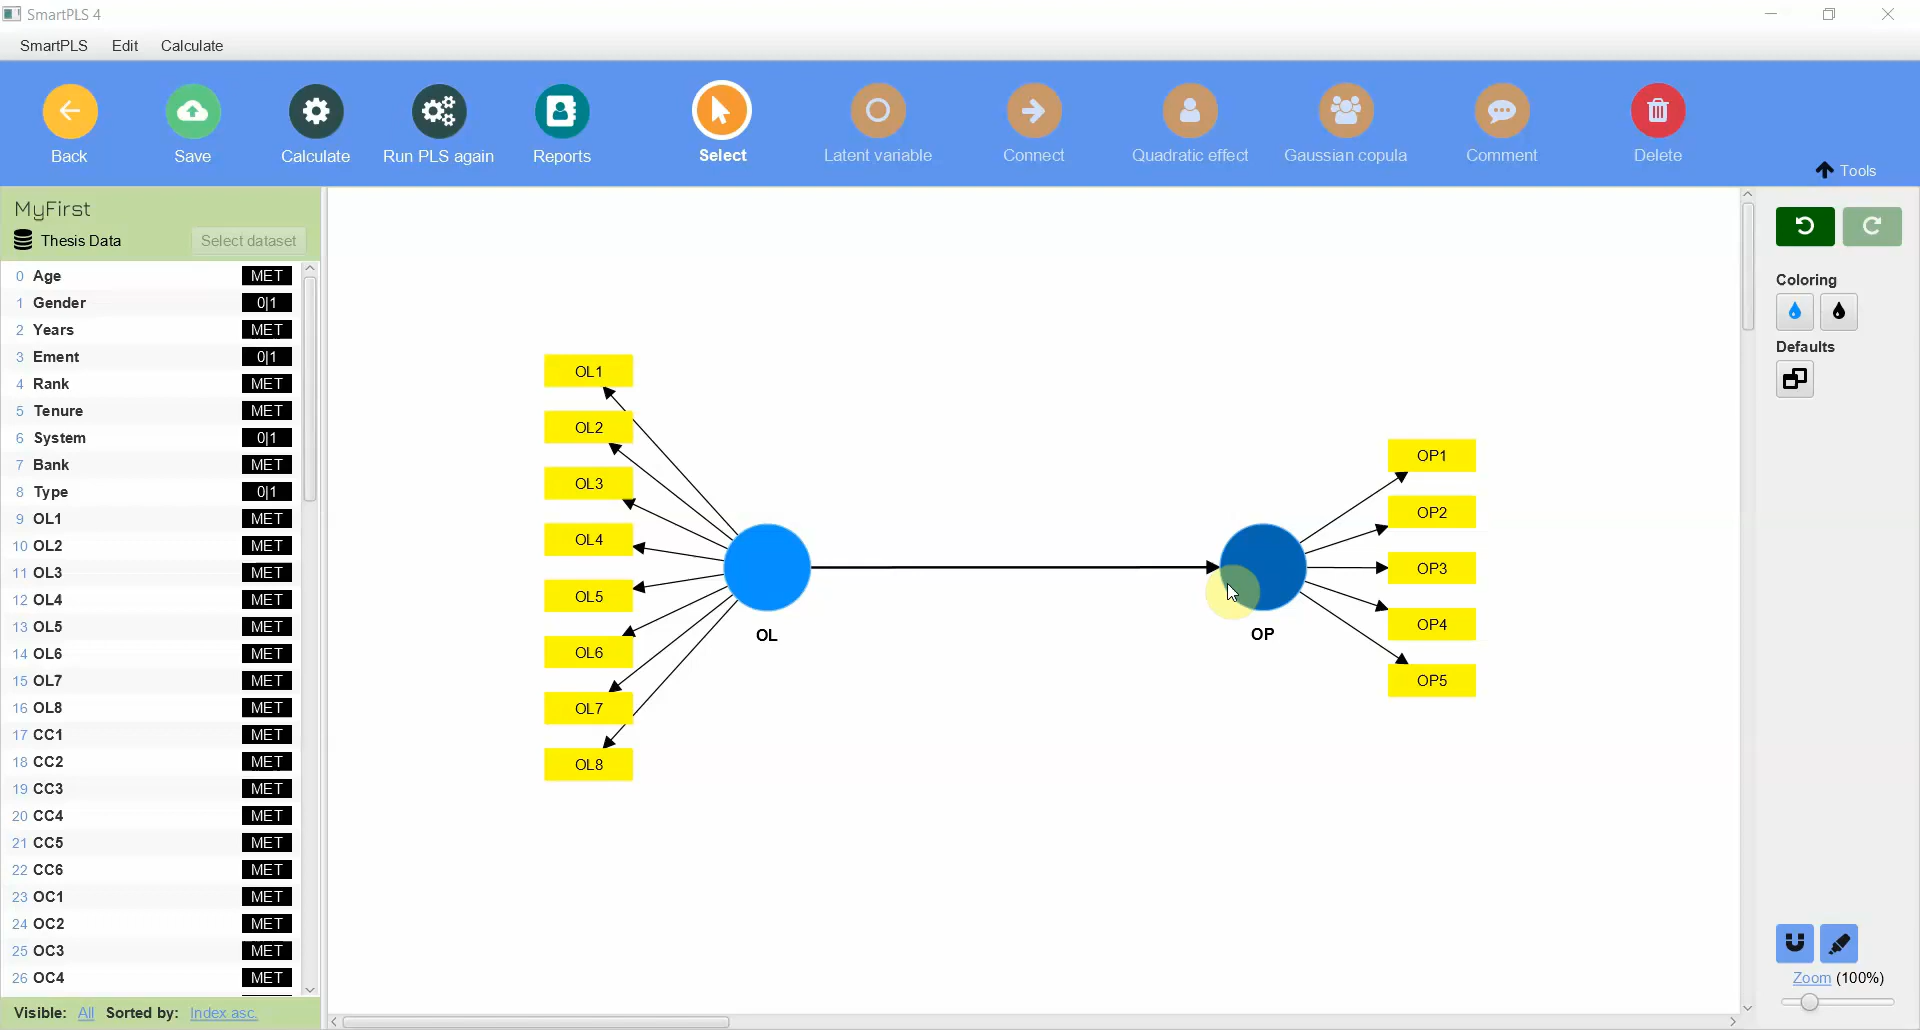 SmartPLS 4
SmartPLS Edit Calculate
Back Save Calculate Run PLS again Reports Select Latent variable Connect Quadratic effect Gaussian copula Comment Delete
Tools
MyFirst
Thesis Data Select dataset
0 Age MET
1 Gender 0|1
2 Years MET
3 Ement 0|1
4 Rank MET
5 Tenure MET
6 System 0|1
7 Bank MET
8 Type 0|1
9 OL1 MET
10 OL2 MET
11 OL3 MET
12 OL4 MET
13 OL5 MET
14 OL6 MET
15 OL7 MET
16 OL8 MET
17 CC1 MET
18 CC2 MET
19 CC3 MET
20 CC4 MET
21 CC5 MET
22 CC6 MET
23 OC1 MET
24 OC2 MET
25 OC3 MET
26 OC4 MET
Visible: All Sorted by: Index asc.
OL1
OL2
OL3
OL4
OL5
OL6
OL7
OL8
OL
OP
OP1
OP2
OP3
OP4
OP5
Coloring
Defaults
Zoom (100%)